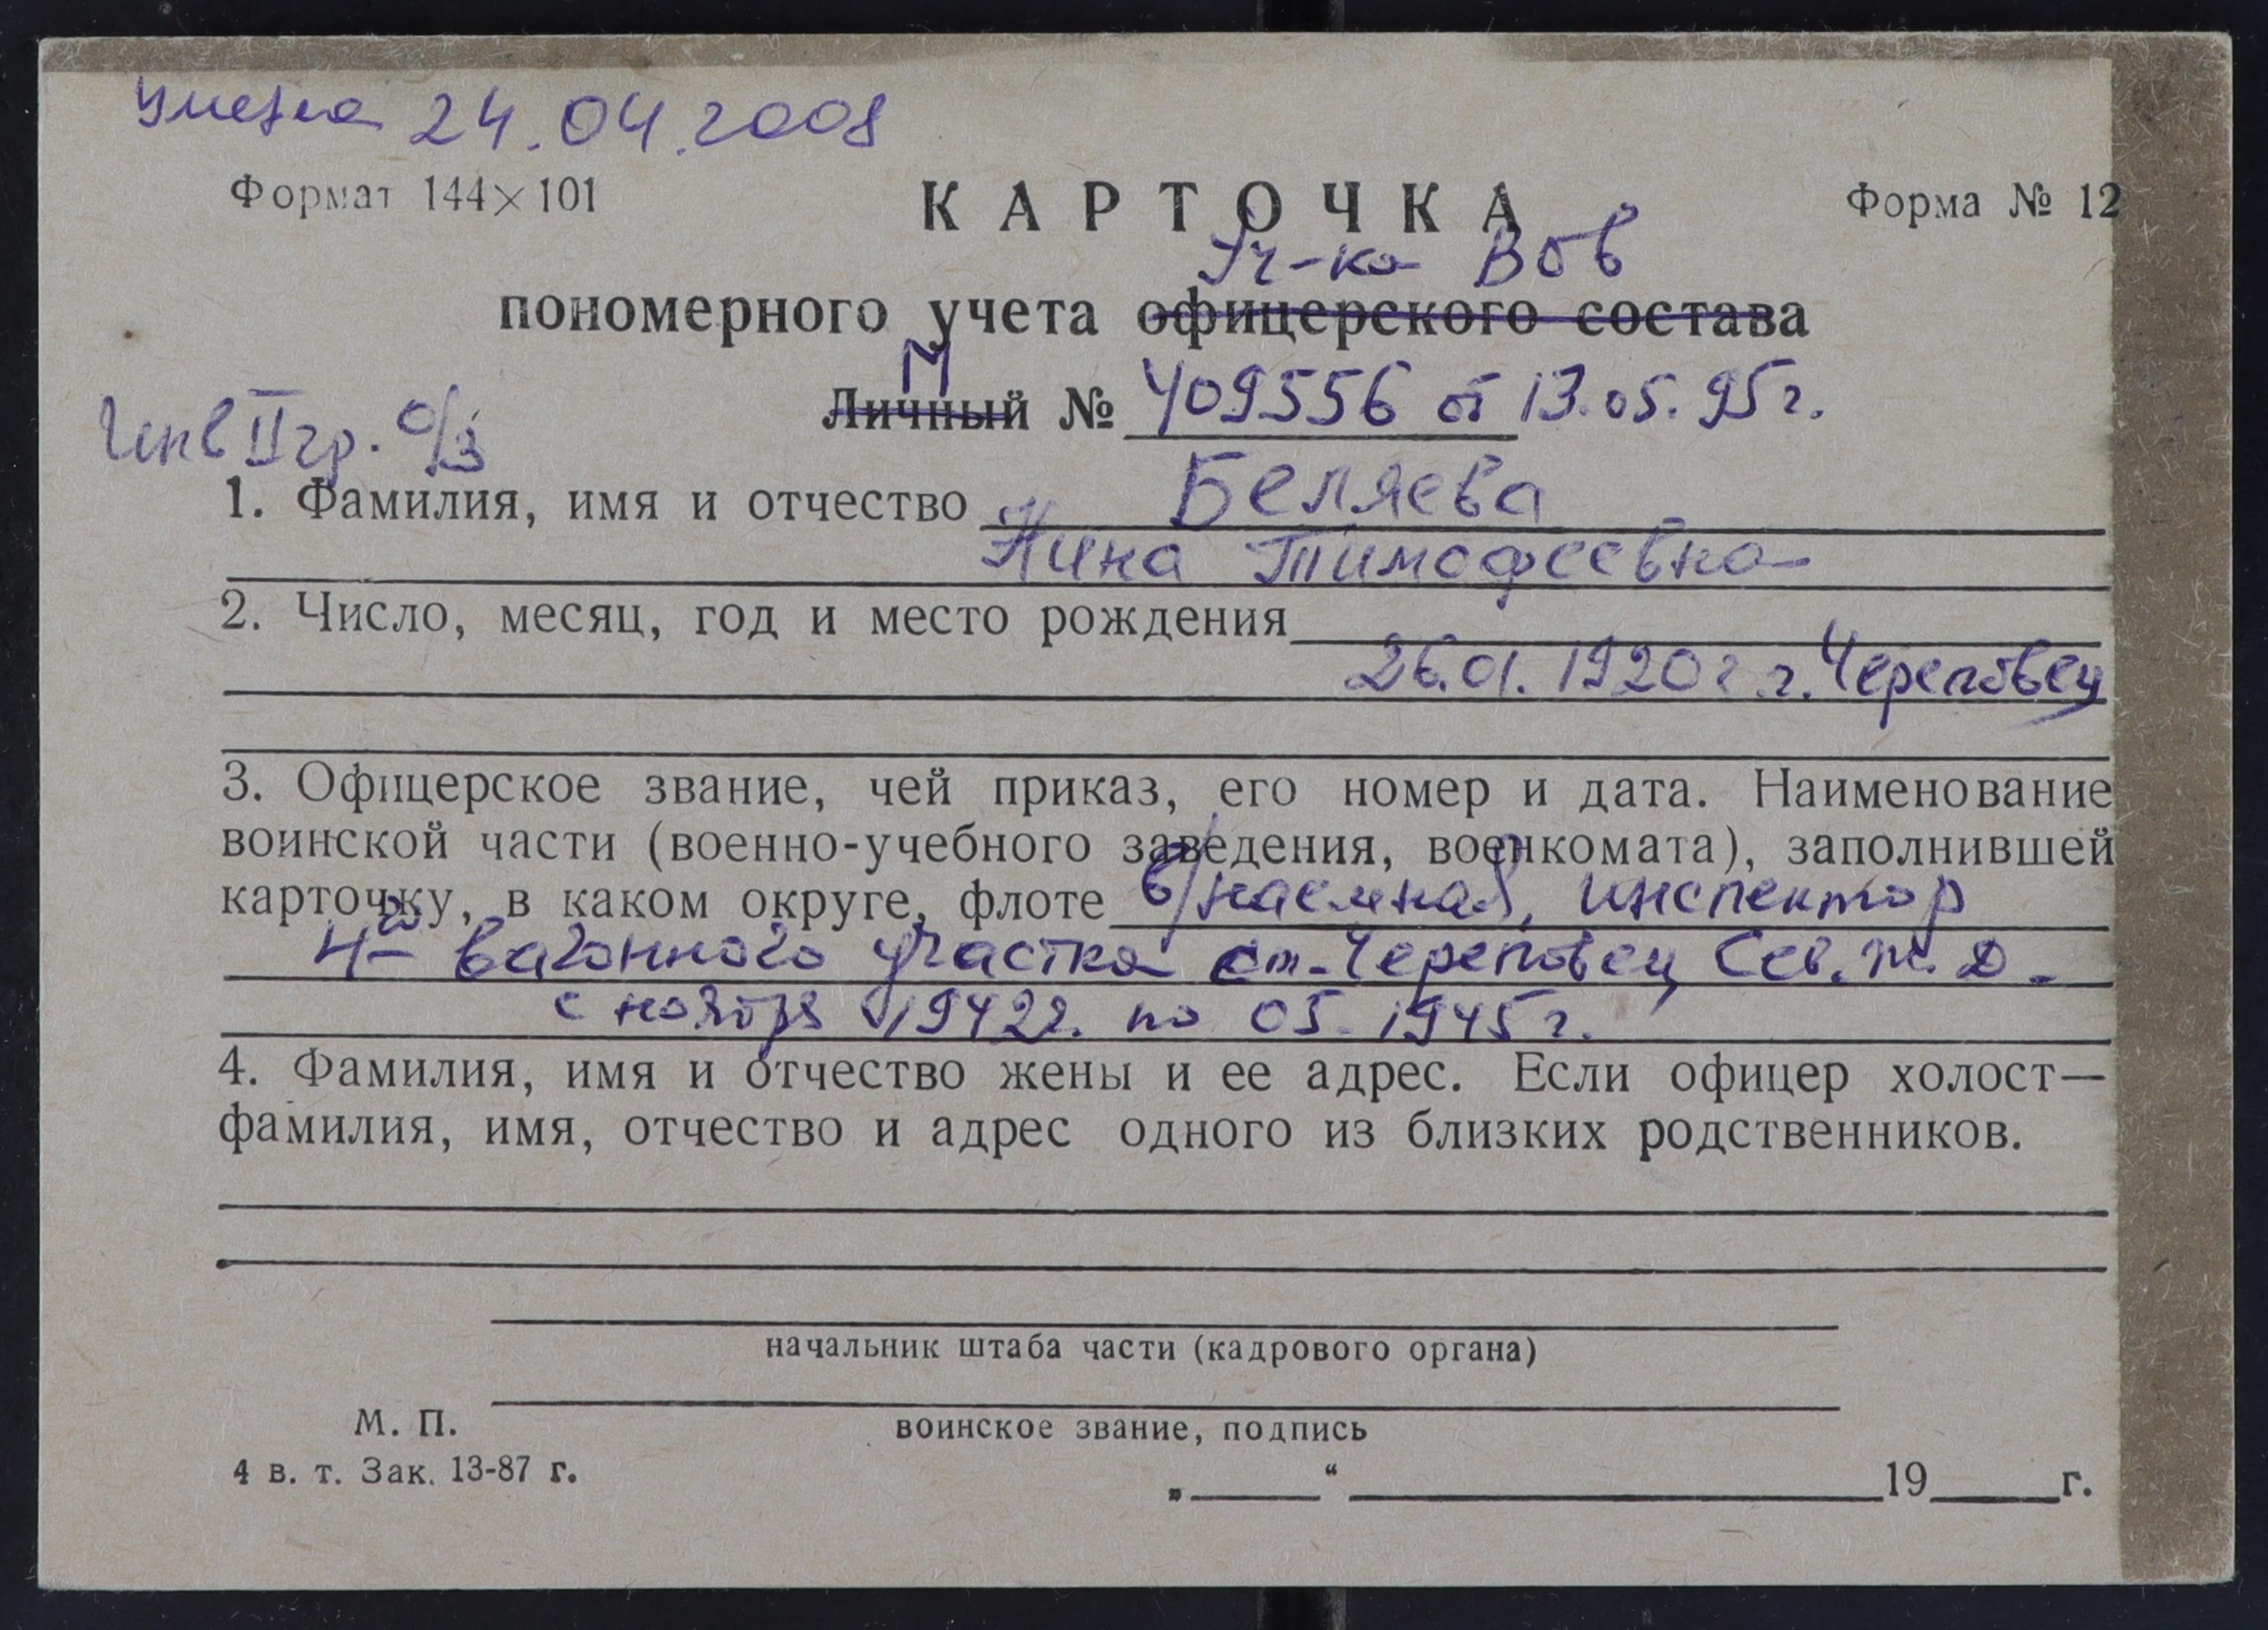 Умерла 24.04.2008
Формат 144×101
КАРТОЧКА
Форма № 12
Уч-ка ВОВ
пономерного учета офицерского состава
М
Личный № 409556 от 13.05.95г.
Инв II гр. о/з
1. Фамилия, имя и отчество Беляева
Нина Тимофеевна
2. Число, месяц, год и место рождения
26.01.1920г. г. Череповец
3. Офицерское звание, чей приказ, его номер и дата. Наименование
воинской части (военно-учебного заведения, военкомата), заполнившей
карточку, в каком округе, флоте в/наемная, инспектор
4го вагонного участка ст. Череповец Сев. ж. д.
с ноября 1942г. по 05.1945г.
4. Фамилия, имя и отчество жены и ее адрес. Если офицер холост—
фамилия, имя, отчество и адрес одного из близких родственников.
начальник штаба части (кадрового органа)
М. П.
воинское звание, подпись
4 в. т. Зак. 13-87 г.
„ “ 19 г.